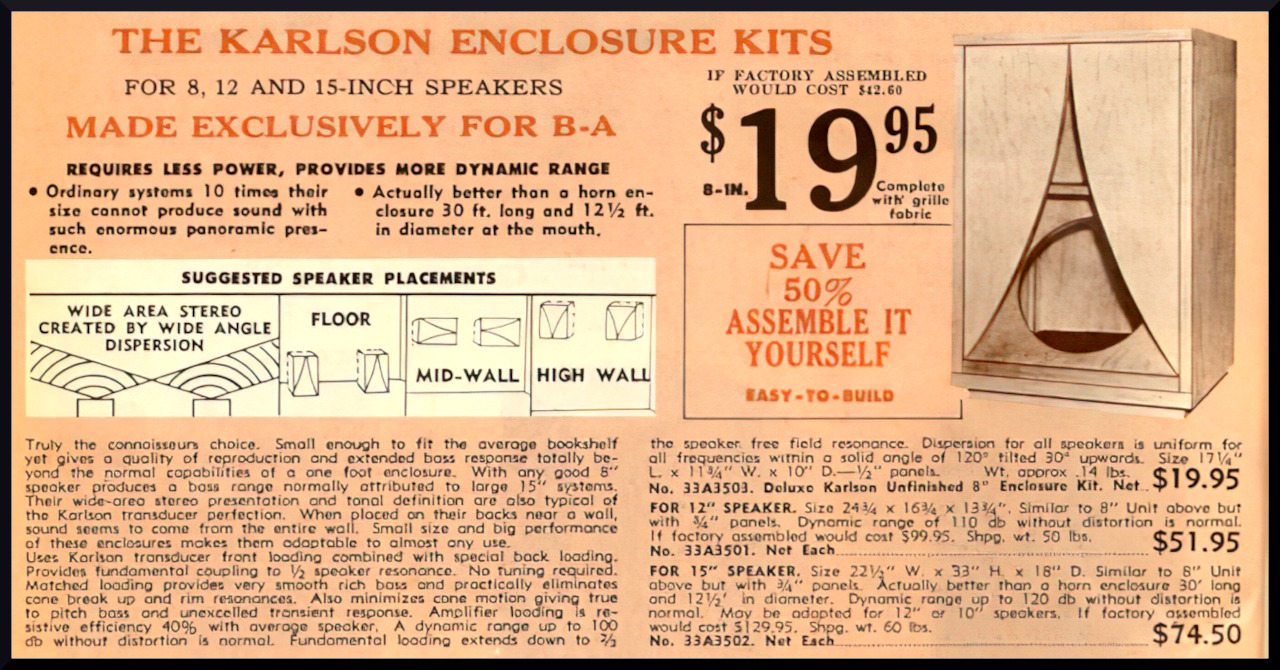 THE KARLSON ENCLOSURE KITS
FOR 8, 12 AND 15-INCH SPEAKERS
MADE EXCLUSIVELY FOR B-A
REQUIRES LESS POWER, PROVIDES MORE DYNAMIC RANGE
• Ordinary systems 10 times their
size cannot produce sound with
such enormous panoramic pres-
ence.
• Actually better than a horn en-
closure 30 ft. long and 12½ ft.
in diameter at the mouth.
IF FACTORY ASSEMBLED
WOULD COST $42.60
8-IN. $19.95
Complete
with grille
fabric
SAVE
50%
ASSEMBLE IT
YOURSELF
EASY-TO-BUILD
SUGGESTED SPEAKER PLACEMENTS
WIDE AREA STEREO
CREATED BY WIDE ANGLE
DISPERSION
FLOOR
MID-WALL
HIGH WALL
Truly the connoisseurs choice. Small enough to fit the average bookshelf
yet gives a quality of reproduction and extended bass response totally be-
yond the normal capabilities of a one foot enclosure. With any good 8"
speaker produces a bass range normally attributed to large 15" systems.
Their wide-area stereo presentation and tonal definition are also typical of
the Karlson Transducer perfection. When placed on their backs near a wall,
sound seems to come from the entire wall. Small size and big performance
of these enclosures makes them adaptable to almost any use.
Uses Karlson transducer front loading combined with special back loading.
Provides fundamental coupling to ½ speaker resonance. No tuning required.
Matched loading provides very smooth rich bass and practically eliminates
cone break up and rim resonances. Also minimizes cone motion giving true
to pitch bass and unexcelled transient response. Amplifier loading is re-
sistive efficiency 40% with average speaker. A dynamic range up to 100
db without distortion is normal. Fundamental loading extends down to ⅔
the speaker free field resonance. Dispersion for all speakers is uniform for
all frequencies within a solid angle of 120° tilted 30° upwards. Size 17¼"
L. x 11¾" W. x 10" D.—½" panels. Wt. approx .14 lbs.
No. 33A3503. Deluxe Karlson Unfinished 8" Enclosure Kit. Net $19.95
FOR 12" SPEAKER. Size 24¾ x 16¾ x 13¾". Similar to 8" Unit above but
with ¾" panels. Dynamic range of 110 db without distortion is normal.
If factory assembled would cost $99.95. Shpg. wt. 50 lbs.
No. 33A3501. Net Each $51.95
FOR 15" SPEAKER. Size 22½" W. x 33" H. x 18" D. Similar to 8" Unit
above but with ¾" panels. Actually better than a horn enclosure 30' long
and 12½' in diameter. Dynamic range up to 120 db without distortion is
normal. May be adapted for 12" or 10' speakers. If factory assembled
would cost $129.95. Shpg. wt. 60 lbs.
No. 33A3502. Net Each $74.50